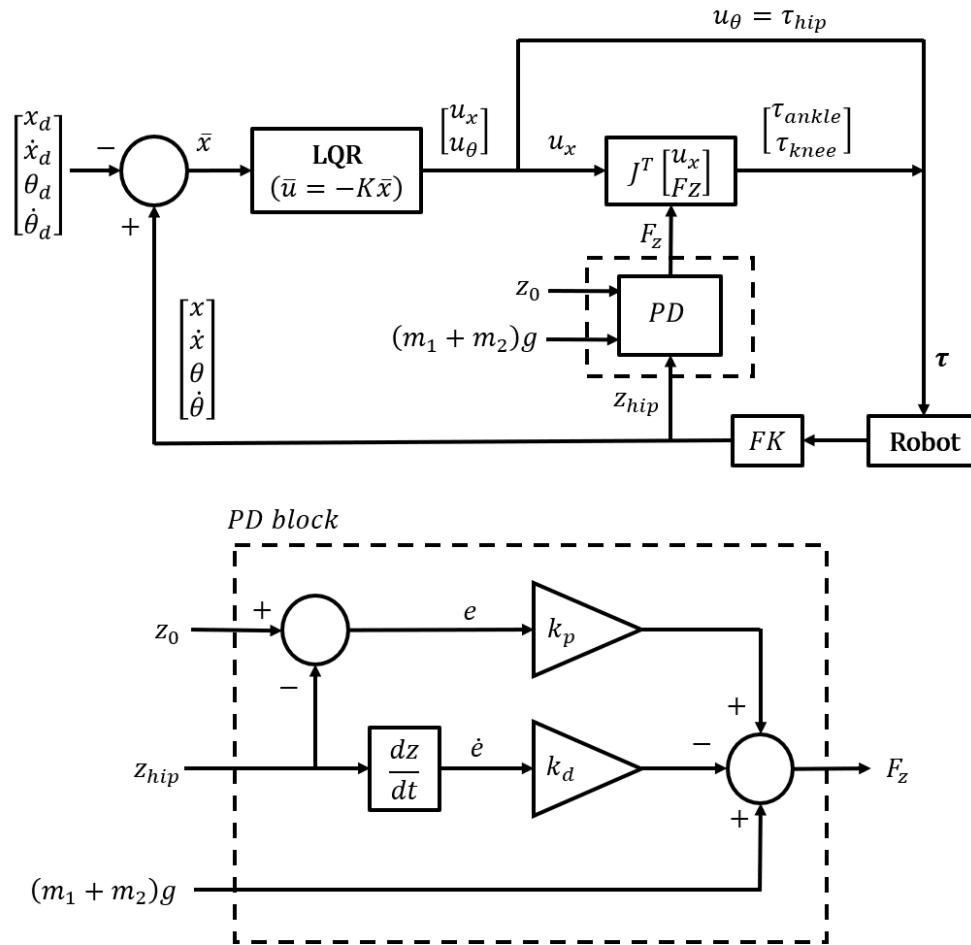 u_θ = τ_hip
[x_d
ẋ_d
θ_d
θ̇_d]
−
+
x̄
LQR
(ū = −Kx̄)
[u_x
u_θ]
u_x
J^T [u_x
Fz]
[τ_ankle
τ_knee]
F_z
z_0
PD
(m_1 + m_2)g
z_hip
[x
ẋ
θ
θ̇]
τ
FK
Robot
PD block
z_0
+
−
e
k_p
+
z_hip
dz
dt
ė
k_d
−
+
F_z
(m_1 + m_2)g